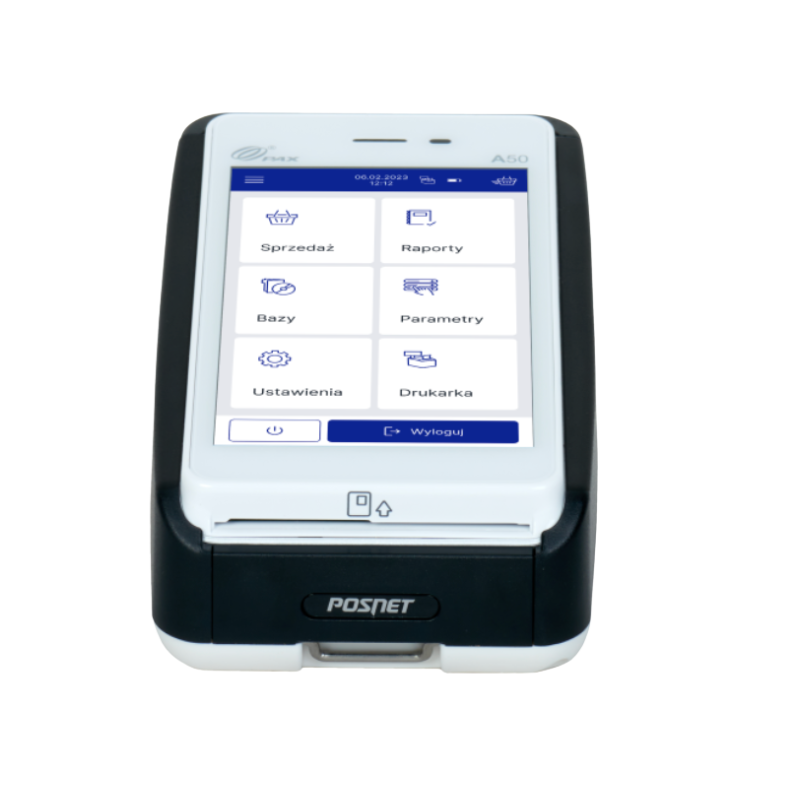 PAX
A50
06.02.2023
12:12
Sprzedaż
Raporty
Bazy
Parametry
Ustawienia
Drukarka
Wyloguj
POSNET